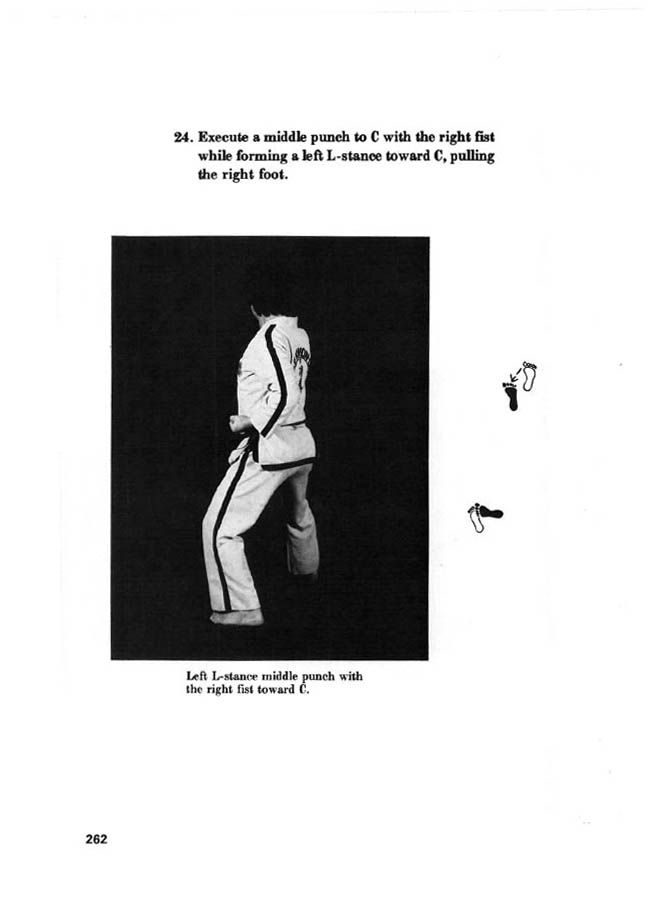 24. Execute a middle punch to C with the right fist
while forming a left L-stance toward C, pulling
the right foot.
Left L-stance middle punch with
the right fist toward C.
262